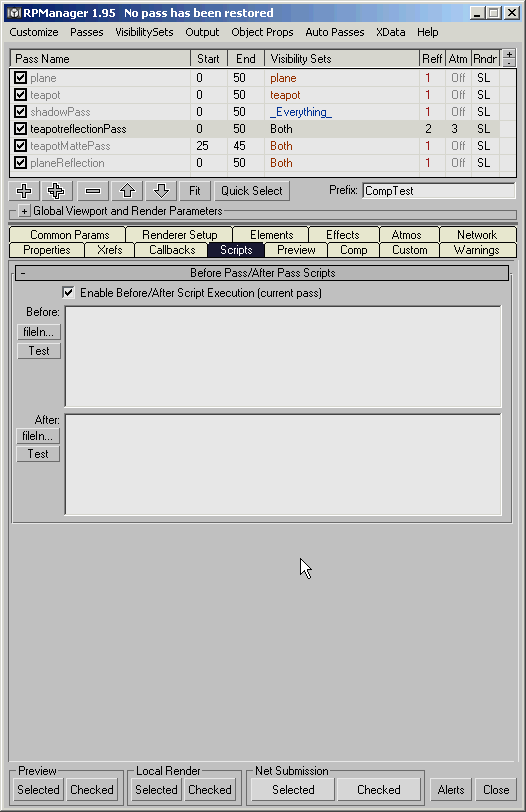 RPManager 1.95 No pass has been restored
Customize Passes VisibilitySets Output Object Props Auto Passes XData Help
Pass Name Start End Visibility Sets Reff Atm Rndr + -
plane 0 50 plane 1 Off SL
teapot 0 50 teapot 1 Off SL
shadowPass 0 50 _Everything_ 1 Off SL
teapotreflectionPass 0 50 Both 2 3 SL
teapotMattePass 25 45 Both 1 Off SL
planeReflection 0 50 Both 1 Off SL
Fit Quick Select Prefix: CompTest
+ Global Viewport and Render Parameters
Common Params Renderer Setup Elements Effects Atmos Network
Properties Xrefs Callbacks Scripts Preview Comp Custom Warnings
- Before Pass/After Pass Scripts
Enable Before/After Script Execution (current pass)
Before:
fileIn...
Test
After:
fileIn...
Test
Preview Local Render Net Submission
Selected Checked Selected Checked Selected Checked Alerts Close